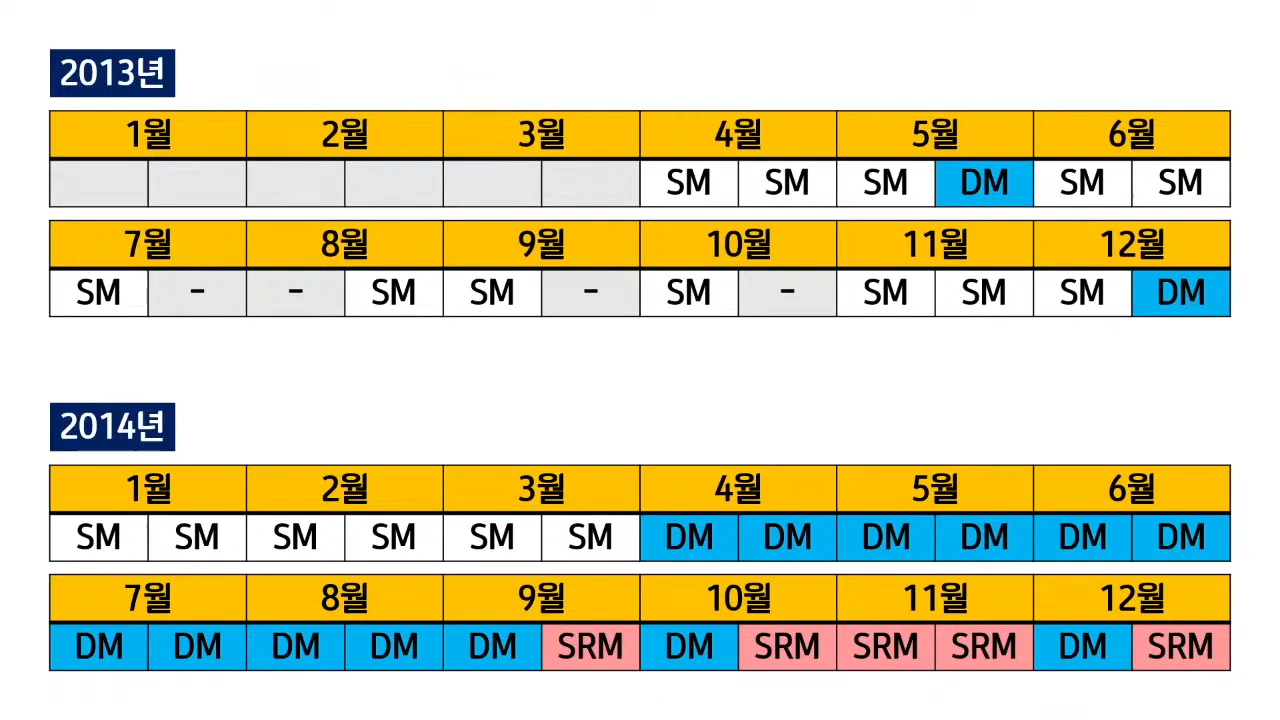 2013년
1월 2월 3월 4월 5월 6월
SM SM SM DM SM SM
7월 8월 9월 10월 11월 12월
SM - - SM SM - SM - SM SM SM DM
2014년
1월 2월 3월 4월 5월 6월
SM SM SM SM SM SM DM DM DM DM DM DM
7월 8월 9월 10월 11월 12월
DM DM DM DM DM SRM DM SRM SRM SRM DM SRM